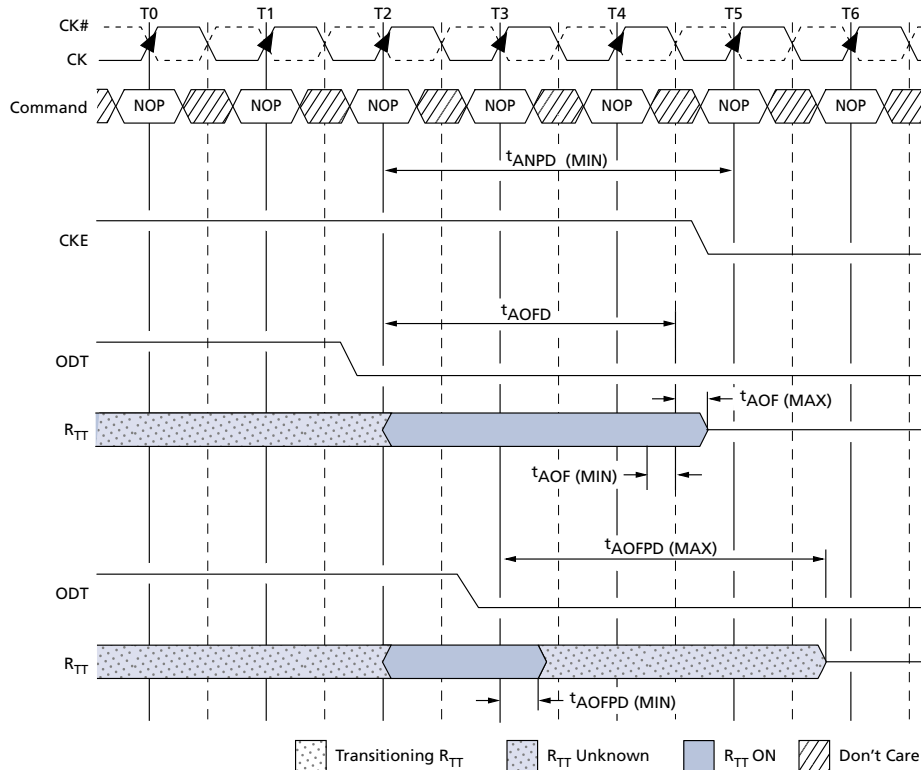 T0 T1 T2 T3 T4 T5 T6
CK#
CK
Command NOP NOP NOP NOP NOP NOP NOP
tANPD (MIN)
CKE
tAOFD
ODT
tAOF (MAX)
RTT
tAOF (MIN)
tAOFPD (MAX)
ODT
RTT
tAOFPD (MIN)
Transitioning RTT RTT Unknown RTT ON Don't Care